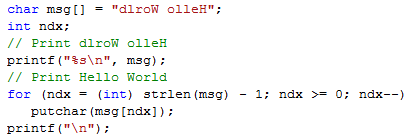 char msg[] = "dlroW olleH";
int ndx;
// Print dlroW olleH
printf("%s\n", msg);
// Print Hello World
for (ndx = (int) strlen(msg) - 1; ndx >= 0; ndx--)
   putchar(msg[ndx]);
printf("\n");